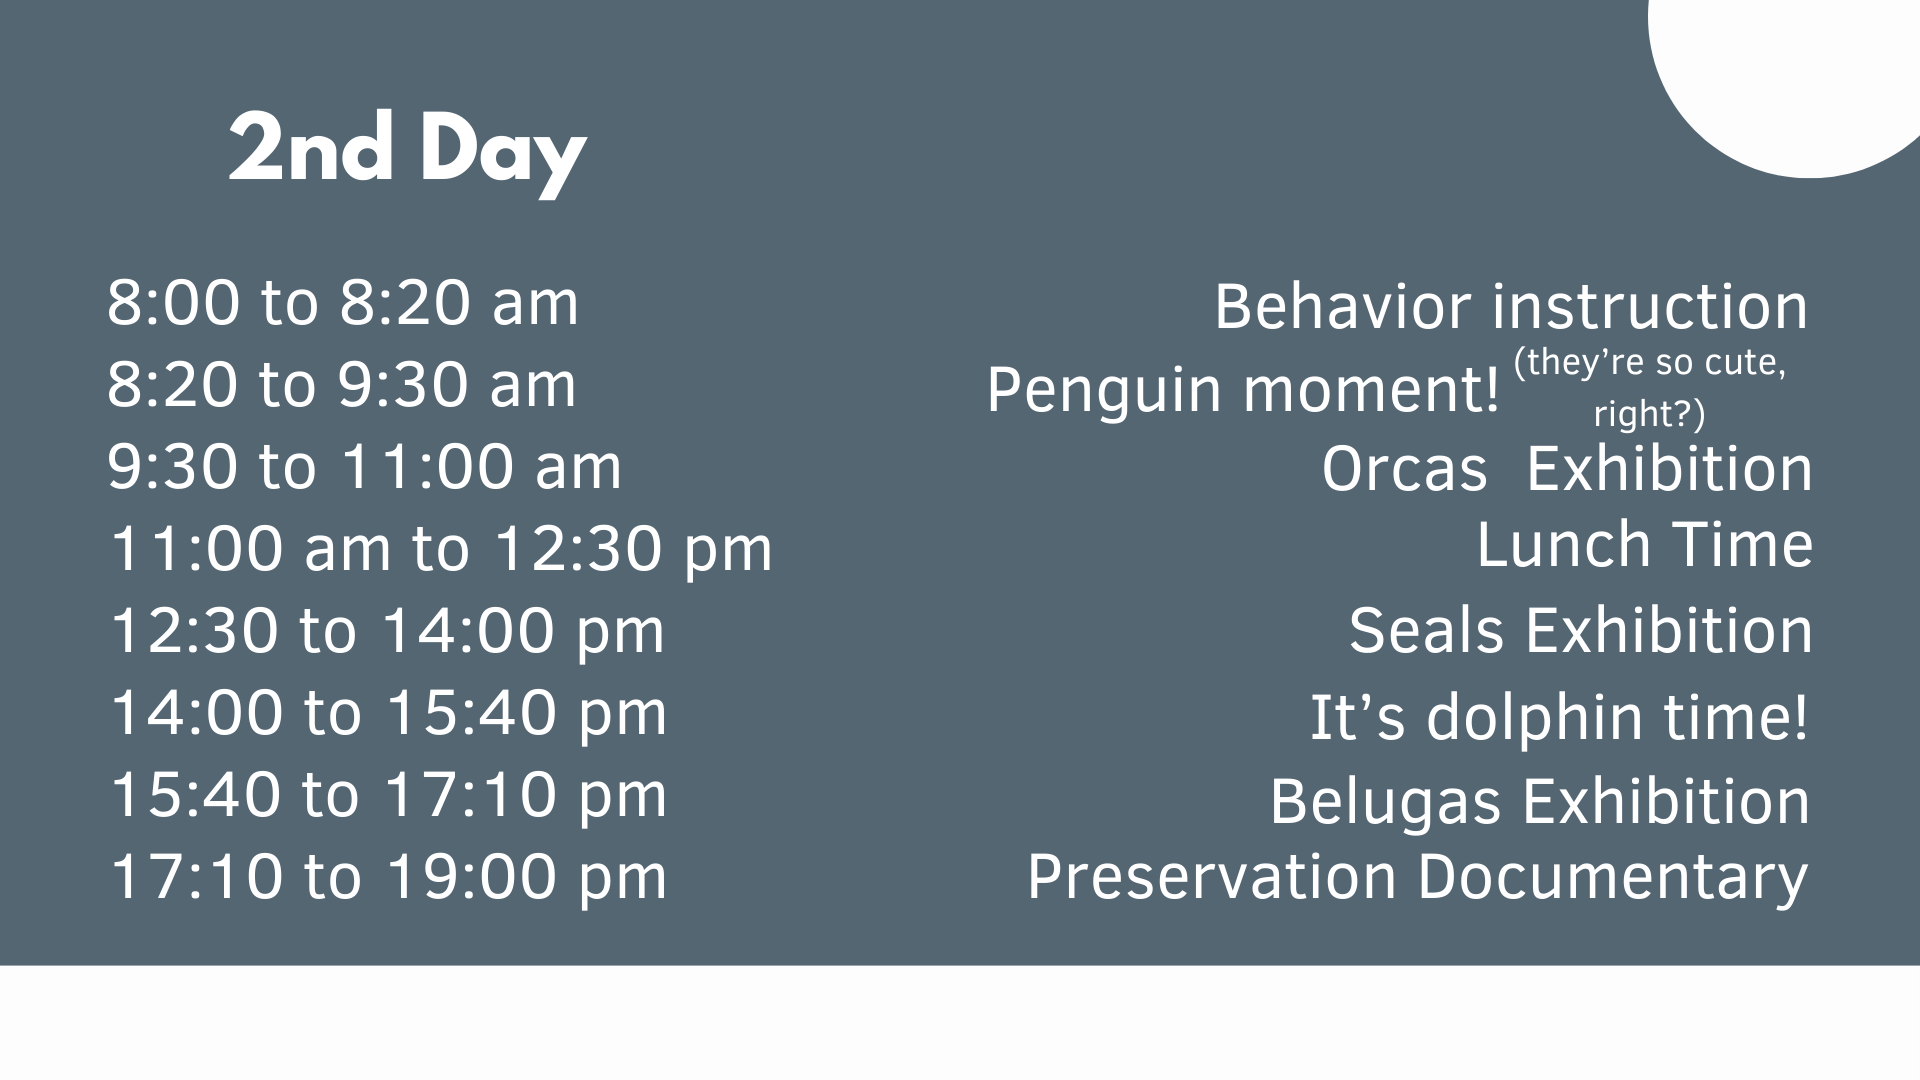 2nd Day
8:00 to 8:20 am
8:20 to 9:30 am
9:30 to 11:00 am
11:00 am to 12:30 pm
12:30 to 14:00 pm
14:00 to 15:40 pm
15:40 to 17:10 pm
17:10 to 19:00 pm
Behavior instruction
Penguin moment! (they’re so cute,
right?)
Orcas  Exhibition
Lunch Time
Seals Exhibition
It’s dolphin time!
Belugas Exhibition
Preservation Documentary